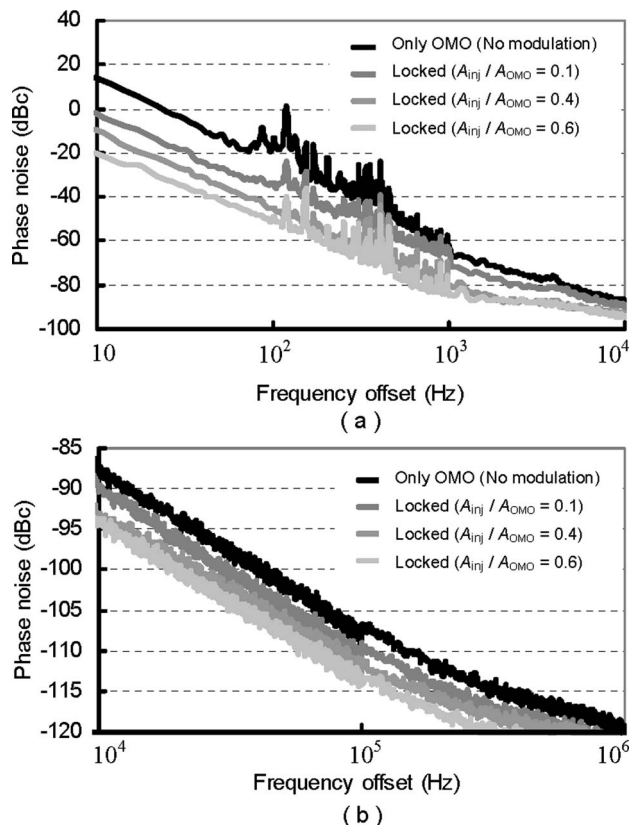 40
20
0
-20
-40
-60
-80
-100
Phase noise (dBc)
Only OMO (No modulation)
Locked (Ainj / AOMO = 0.1)
Locked (Ainj / AOMO = 0.4)
Locked (Ainj / AOMO = 0.6)
10 10² 10³ 10⁴
Frequency offset (Hz)
( a )
-85
-90
-95
-100
-105
-110
-115
-120
Phase noise (dBc)
Only OMO (No modulation)
Locked (Ainj / AOMO = 0.1)
Locked (Ainj / AOMO = 0.4)
Locked (Ainj / AOMO = 0.6)
10⁴ 10⁵ 10⁶
Frequency offset (Hz)
( b )